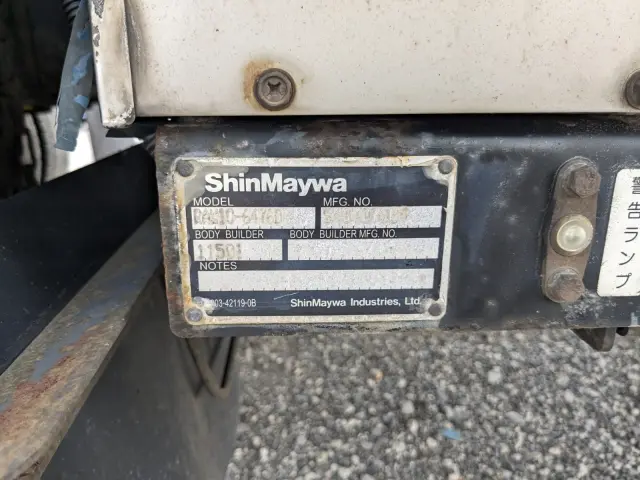 ShinMaywa
MODEL MFG. NO.
BODY BUILDER BODY BUILDER MFG. NO.
11501
NOTES
ShinMaywa Industries, Ltd.
警告ランプ